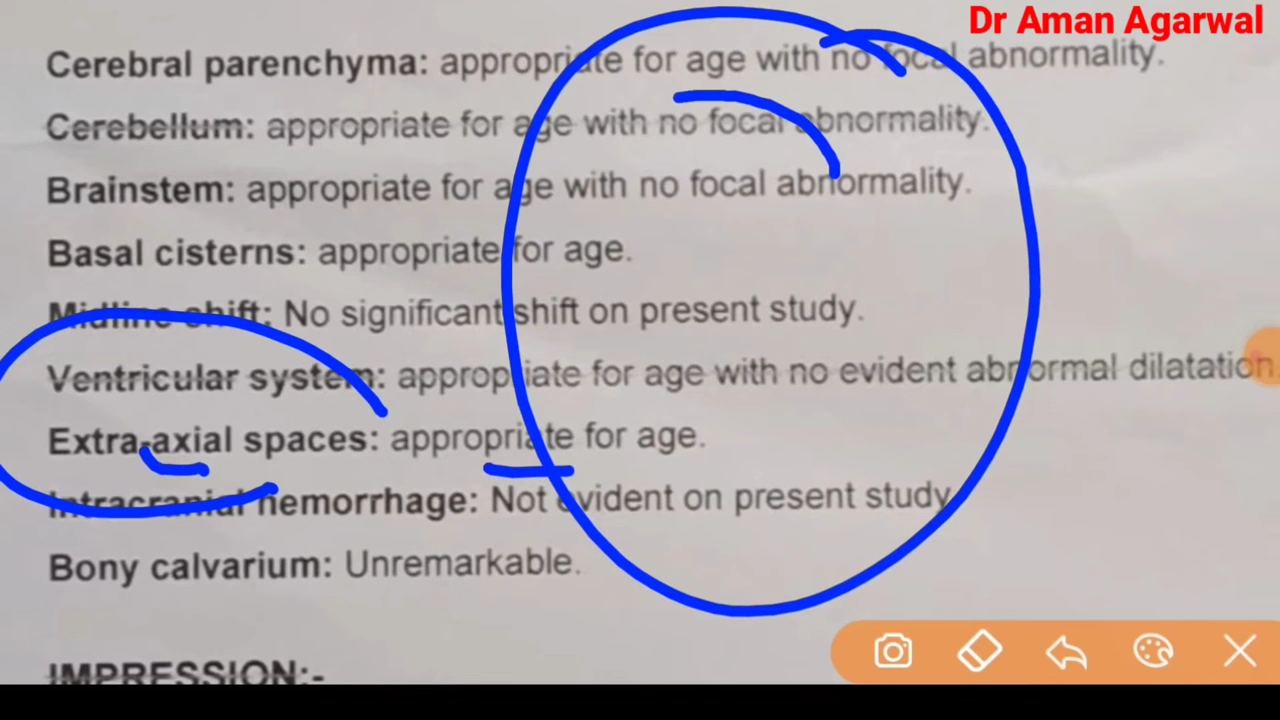 Dr Aman Agarwal
Cerebral parenchyma: appropriate for age with no focal abnormality.
Cerebellum: appropriate for age with no focal abnormality.
Brainstem: appropriate for age with no focal abnormality.
Basal cisterns: appropriate for age.
Midline shift: No significant shift on present study.
Ventricular system: appropriate for age with no evident abnormal dilatation
Extra-axial spaces: appropriate for age.
Intracranial hemorrhage: Not evident on present study
Bony calvarium: Unremarkable.
IMPRESSION:-